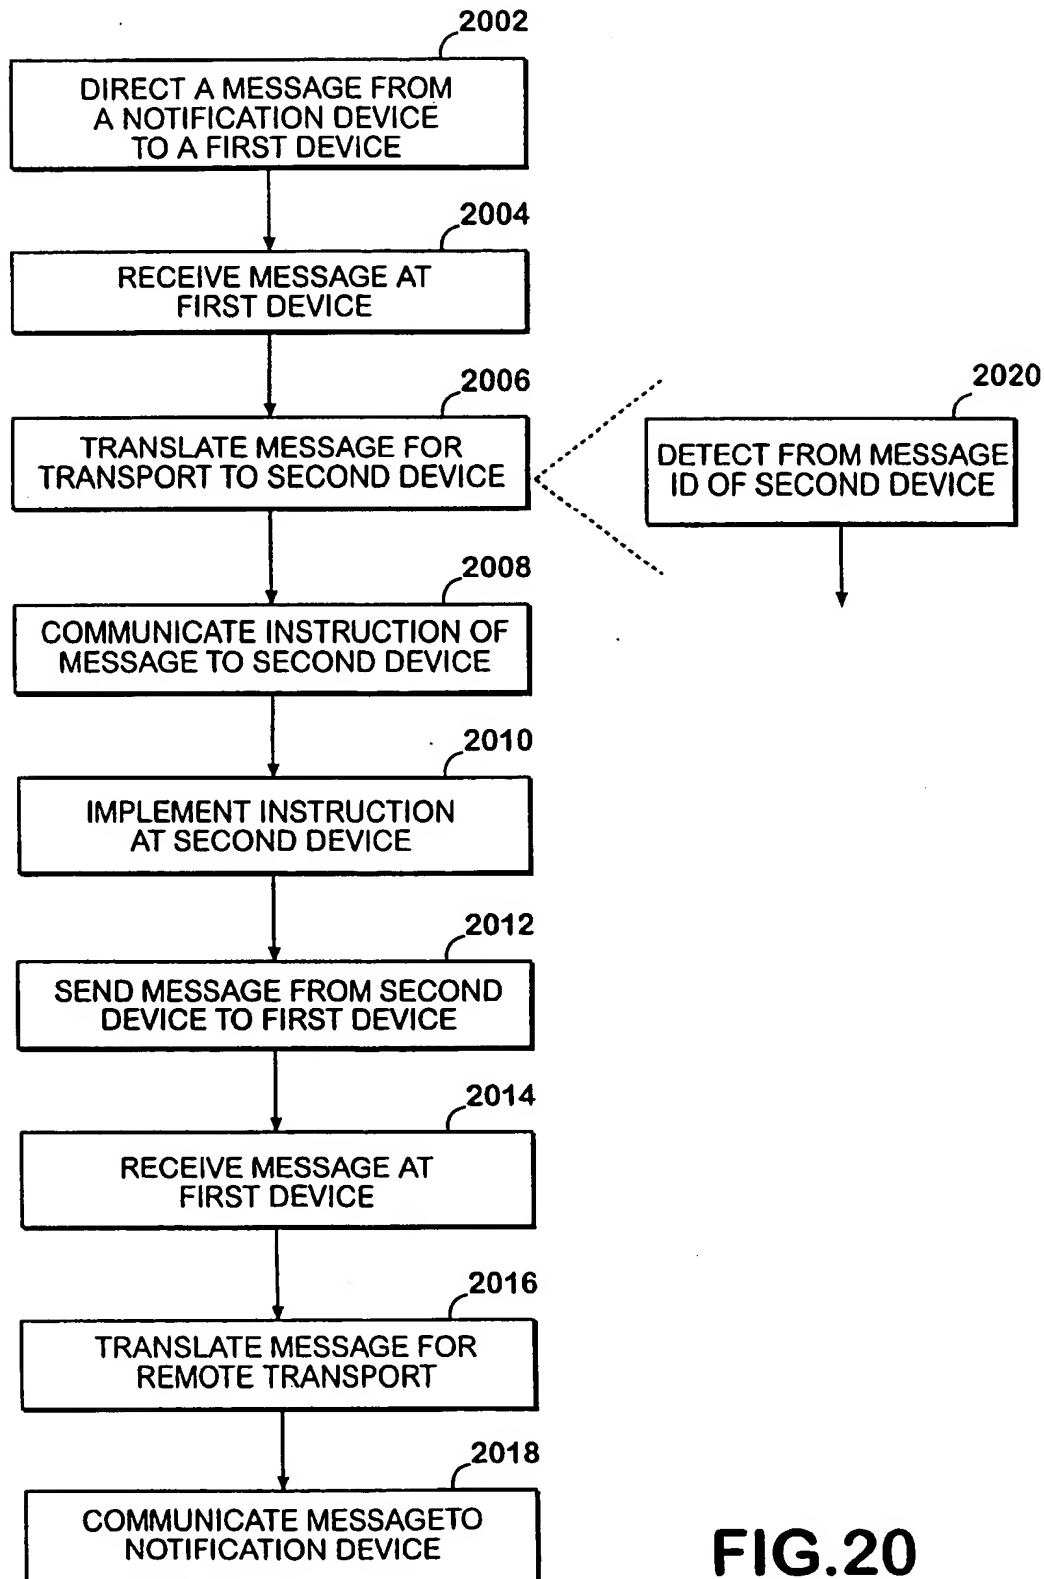 2002
DIRECT A MESSAGE FROM
A NOTIFICATION DEVICE
TO A FIRST DEVICE
2004
RECEIVE MESSAGE AT
FIRST DEVICE
2006
TRANSLATE MESSAGE FOR
TRANSPORT TO SECOND DEVICE
2020
DETECT FROM MESSAGE
ID OF SECOND DEVICE
2008
COMMUNICATE INSTRUCTION OF
MESSAGE TO SECOND DEVICE
2010
IMPLEMENT INSTRUCTION
AT SECOND DEVICE
2012
SEND MESSAGE FROM SECOND
DEVICE TO FIRST DEVICE
2014
RECEIVE MESSAGE AT
FIRST DEVICE
2016
TRANSLATE MESSAGE FOR
REMOTE TRANSPORT
2018
COMMUNICATE MESSAGETO
NOTIFICATION DEVICE
FIG.20